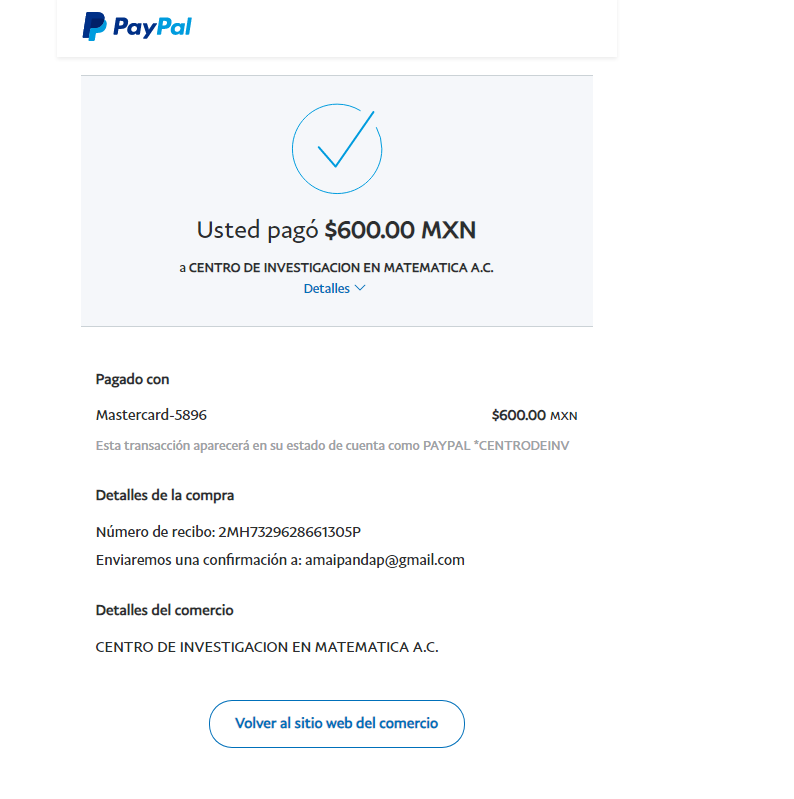 PayPal
Usted pagó $600.00 MXN
a CENTRO DE INVESTIGACION EN MATEMATICA A.C.
Detalles
Pagado con
Mastercard-5896 $600.00 MXN
Esta transacción aparecerá en su estado de cuenta como PAYPAL *CENTRODEINV
Detalles de la compra
Número de recibo: 2MH7329628661305P
Enviaremos una confirmación a: amaipandap@gmail.com
Detalles del comercio
CENTRO DE INVESTIGACION EN MATEMATICA A.C.
Volver al sitio web del comercio